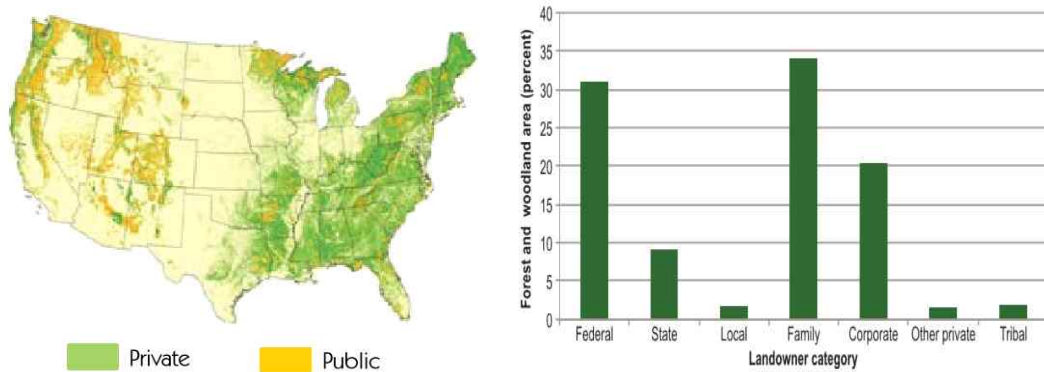 Private
Public
Forest and woodland area (percent)
40
35
30
25
20
15
10
5
0
Federal
State
Local
Family
Corporate
Other private
Tribal
Landowner category